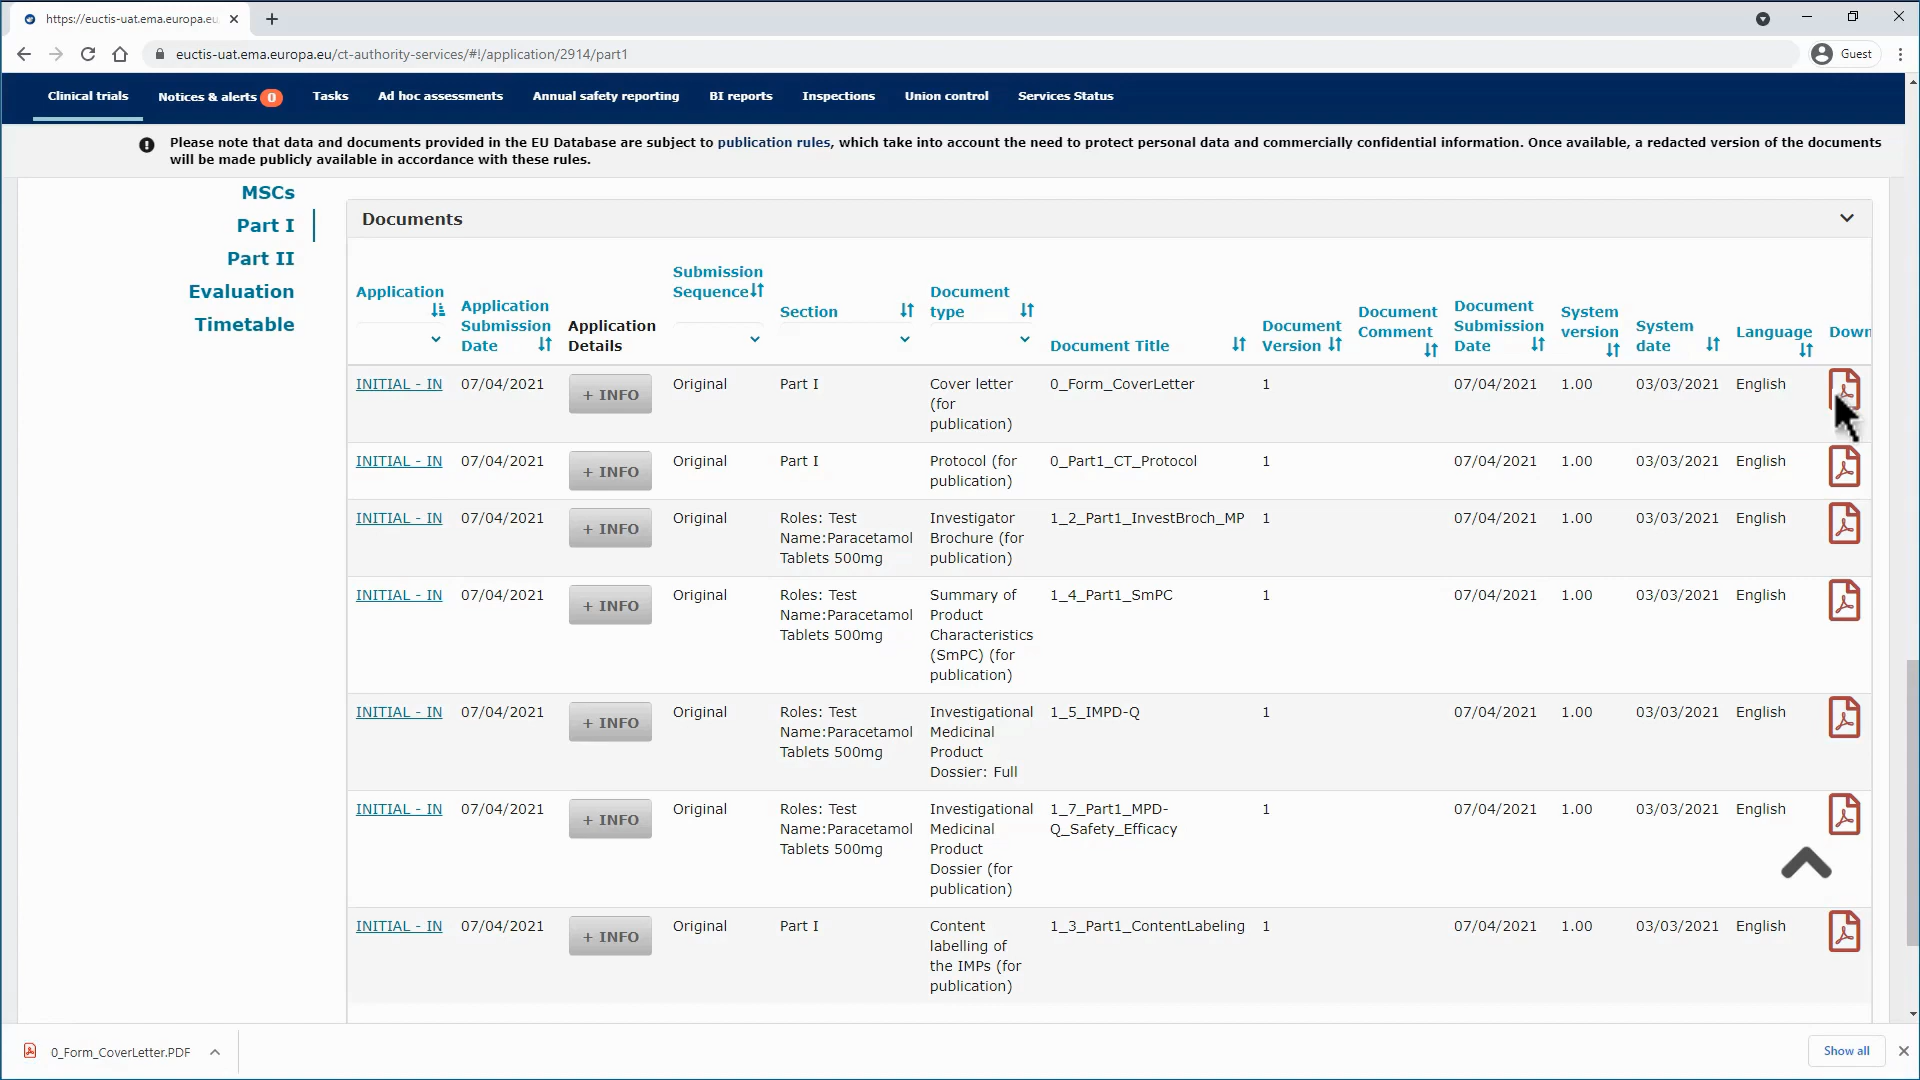 https://euctis-uat.ema.europa.eu
euctis-uat.ema.europa.eu/ct-authority-services/#!/application/2914/part1
Guest
Clinical trials
Notices & alerts 0
Tasks
Ad hoc assessments
Annual safety reporting
BI reports
Inspections
Union control
Services Status
Please note that data and documents provided in the EU Database are subject to publication rules, which take into account the need to protect personal data and commercially confidential information. Once available, a redacted version of the documents
will be made publicly available in accordance with these rules.
MSCs
Part I
Part II
Evaluation
Timetable
Documents
Application
Application
Submission
Date
Application
Details
Submission
Sequence
Section
Document
type
Document Title
Document
Version
Document
Comment
Document
Submission
Date
System
version
System
date
Language
Down
INITIAL - IN 07/04/2021 + INFO Original Part I Cover letter 0_Form_CoverLetter 1 07/04/2021 1.00 03/03/2021 English
(for
publication)
INITIAL - IN 07/04/2021 + INFO Original Part I Protocol (for 0_Part1_CT_Protocol 1 07/04/2021 1.00 03/03/2021 English
publication)
INITIAL - IN 07/04/2021 + INFO Original Roles: Test Investigator 1_2_Part1_InvestBroch_MP 1 07/04/2021 1.00 03/03/2021 English
Name:Paracetamol Brochure (for
Tablets 500mg publication)
INITIAL - IN 07/04/2021 + INFO Original Roles: Test Summary of 1_4_Part1_SmPC 1 07/04/2021 1.00 03/03/2021 English
Name:Paracetamol Product
Tablets 500mg Characteristics
(SmPC) (for
publication)
INITIAL - IN 07/04/2021 + INFO Original Roles: Test Investigational 1_5_IMPD-Q 1 07/04/2021 1.00 03/03/2021 English
Name:Paracetamol Medicinal
Tablets 500mg Product
Dossier: Full
INITIAL - IN 07/04/2021 + INFO Original Roles: Test Investigational 1_7_Part1_MPD- 1 07/04/2021 1.00 03/03/2021 English
Name:Paracetamol Medicinal Q_Safety_Efficacy
Tablets 500mg Product
Dossier (for
publication)
INITIAL - IN 07/04/2021 + INFO Original Part I Content 1_3_Part1_ContentLabeling 1 07/04/2021 1.00 03/03/2021 English
labelling of
the IMPs (for
publication)
0_Form_CoverLetter.PDF
Show all